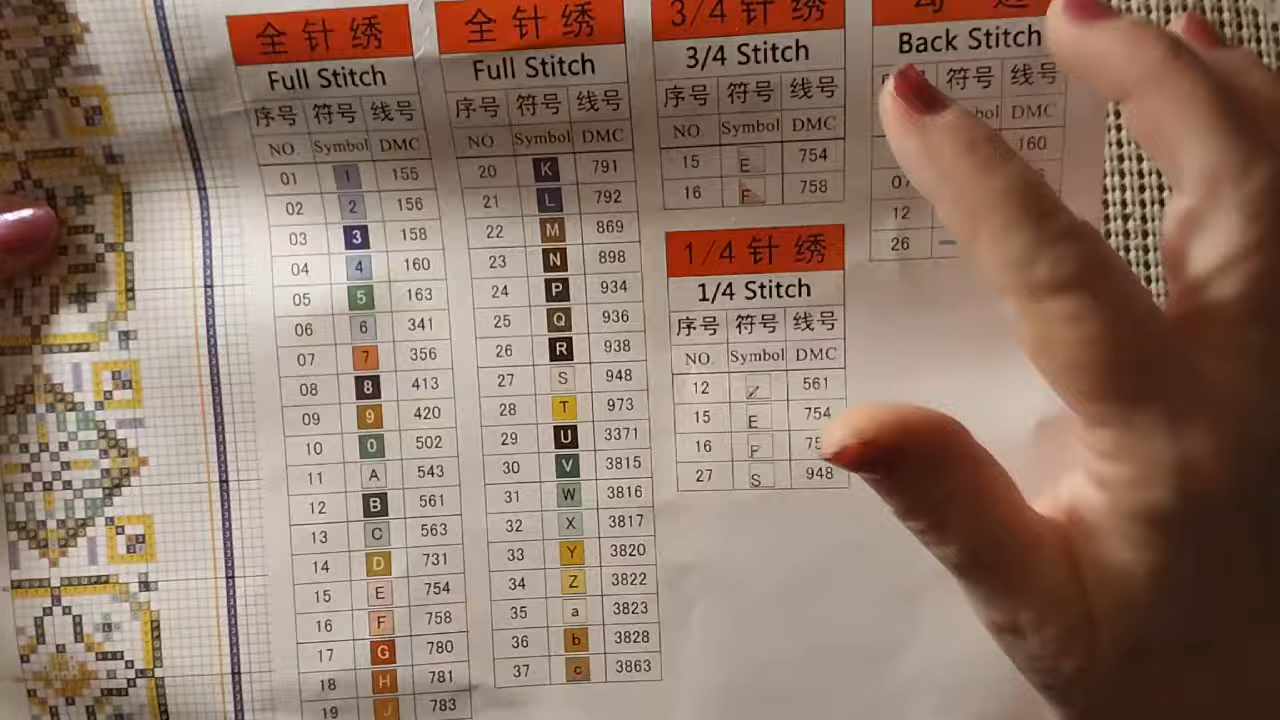 全针绣
Full Stitch
序号 符号 线号
NO. Symbol DMC
01 1 155
02 2 156
03 3 158
04 4 160
05 5 163
06 6 341
07 7 356
08 8 413
09 9 420
10 0 502
11 A 543
12 B 561
13 C 563
14 D 731
15 E 754
16 F 758
17 G 780
18 H 781
19 J 783
全针绣
Full Stitch
序号 符号 线号
NO. Symbol DMC
20 K 791
21 L 792
22 M 869
23 N 898
24 P 934
25 Q 936
26 R 938
27 S 948
28 T 973
29 U 3371
30 V 3815
31 W 3816
32 X 3817
33 Y 3820
34 Z 3822
35 a 3823
36 b 3828
37 c 3863
3/4针绣
3/4 Stitch
序号 符号 线号
NO. Symbol DMC
15 E 754
16 F 758
1/4针绣
1/4 Stitch
序号 符号 线号
NO. Symbol DMC
12 561
15 E 754
16 F
27 S 948
Back Stitch
符号 线号
DMC
160
07
12
26